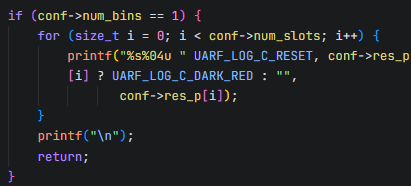 if (conf->num_bins == 1) {
for (size_t i = 0; i < conf->num_slots; i++) {
printf("%s%04u " UARF_LOG_C_RESET, conf->res_p
[i] ? UARF_LOG_C_DARK_RED : "",
conf->res_p[i]);
}
printf("\n");
return;
}